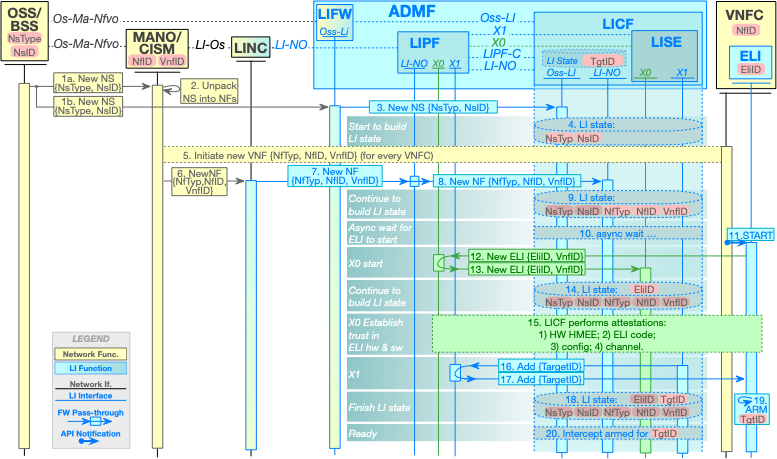 OSS/
BSS
NsType
NsID
Os-Ma-Nfvo
Os-Ma-Nfvo
MANO/
CISM
NfID VnfID
LI-Os
LINC
LI-NO
LIFW
Os-Li
ADMF
Oss-LI
X1
X0
LIPF-C
LI-NO
LIPF
LI-NO X0 X1
LICF
LI State TgtID
Oss-LI LI-NO
LISE
X0 X1
VNFC
NfID
ELI
EliID
1a. New NS
{NSType, NsID}
2. Unpack
NS into NFs
1b. New NS
{NSType, NsID}
3. New NS {NsTyp, NsID}
Start to build
LI state
4. LI state:
NsTyp NsID
5. Initiate new VNF {NfTyp, NfID, VnfID} (for every VNFC)
6. NewNF
{NfTyp,NfID,
VnfID}
7. New NF
{NfTyp, NfID, VnfID}
8. New NF {NfTyp, NfID, VnfID}
Continue to
build LI state
9. LI state:
NsTyp NsID NfTyp NfID VnfID
Async wait for
ELI to start
10. async wait ...
11.START
X0 start
12. New ELI {EliID, VnfID}
13. New ELI {EliID, VnfID}
Continue to
build LI state
14. LI state: EliID
NsTyp NsID NfTyp NfID VnfID
X0 Establish
trust in
ELI hw & sw
15. LICF performs attestations:
1) HW HMEE; 2) ELI code;
3) config; 4) channel.
X1
16. Add {TargetID}
17. Add {TargetID}
Finish LI state
18. LI state: EliID TgtID
NsTyp NsID NfTyp NfID VnfID
19.
ARM
TgtID
Ready
20. Intercept armed for TgtID
LEGEND
Network Func.
LI Function
Network If.
LI Interface
FW Pass-through
API Notification